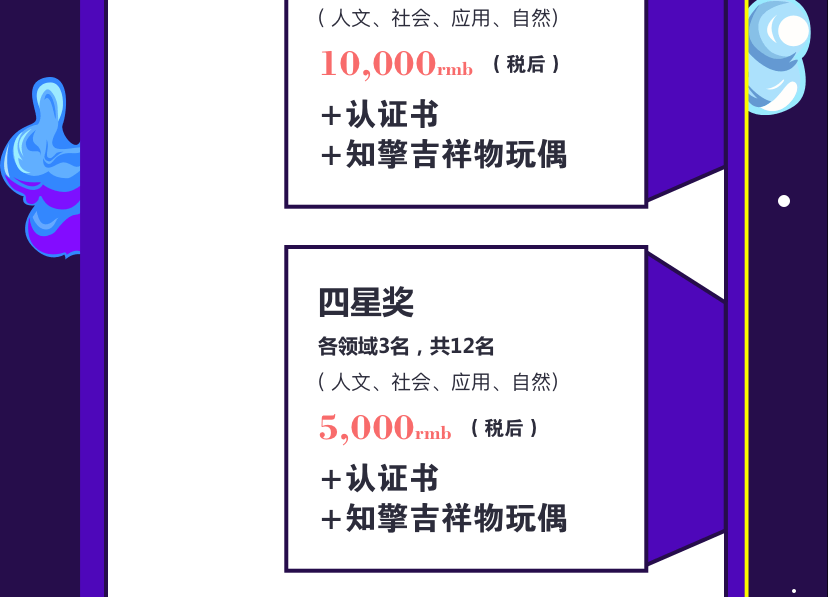 （人文、社会、应用、自然）
10,000rmb （税后）
+认证书
+知擎吉祥物玩偶
四星奖
各领域3名，共12名
（人文、社会、应用、自然）
5,000rmb （税后）
+认证书
+知擎吉祥物玩偶